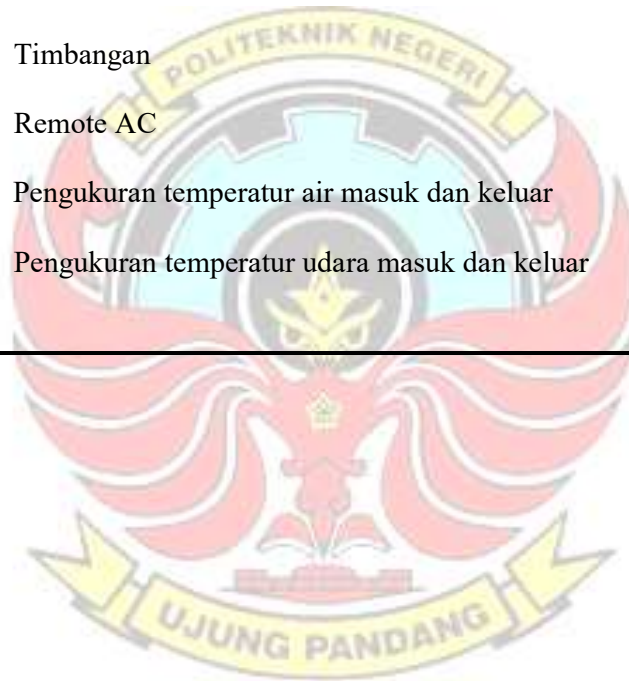 POLITEKNIK NEGERI
Timbangan
Remote AC
Pengukuran temperatur air masuk dan keluar
Pengukuran temperatur udara masuk dan keluar
UJUNG PANDANG